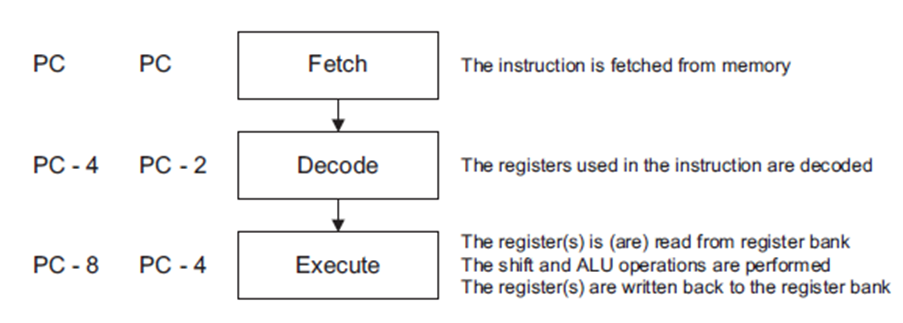 PC PC Fetch The instruction is fetched from memory
PC - 4 PC - 2 Decode The registers used in the instruction are decoded
PC - 8 PC - 4 Execute The register(s) is (are) read from register bank
The shift and ALU operations are performed
The register(s) are written back to the register bank